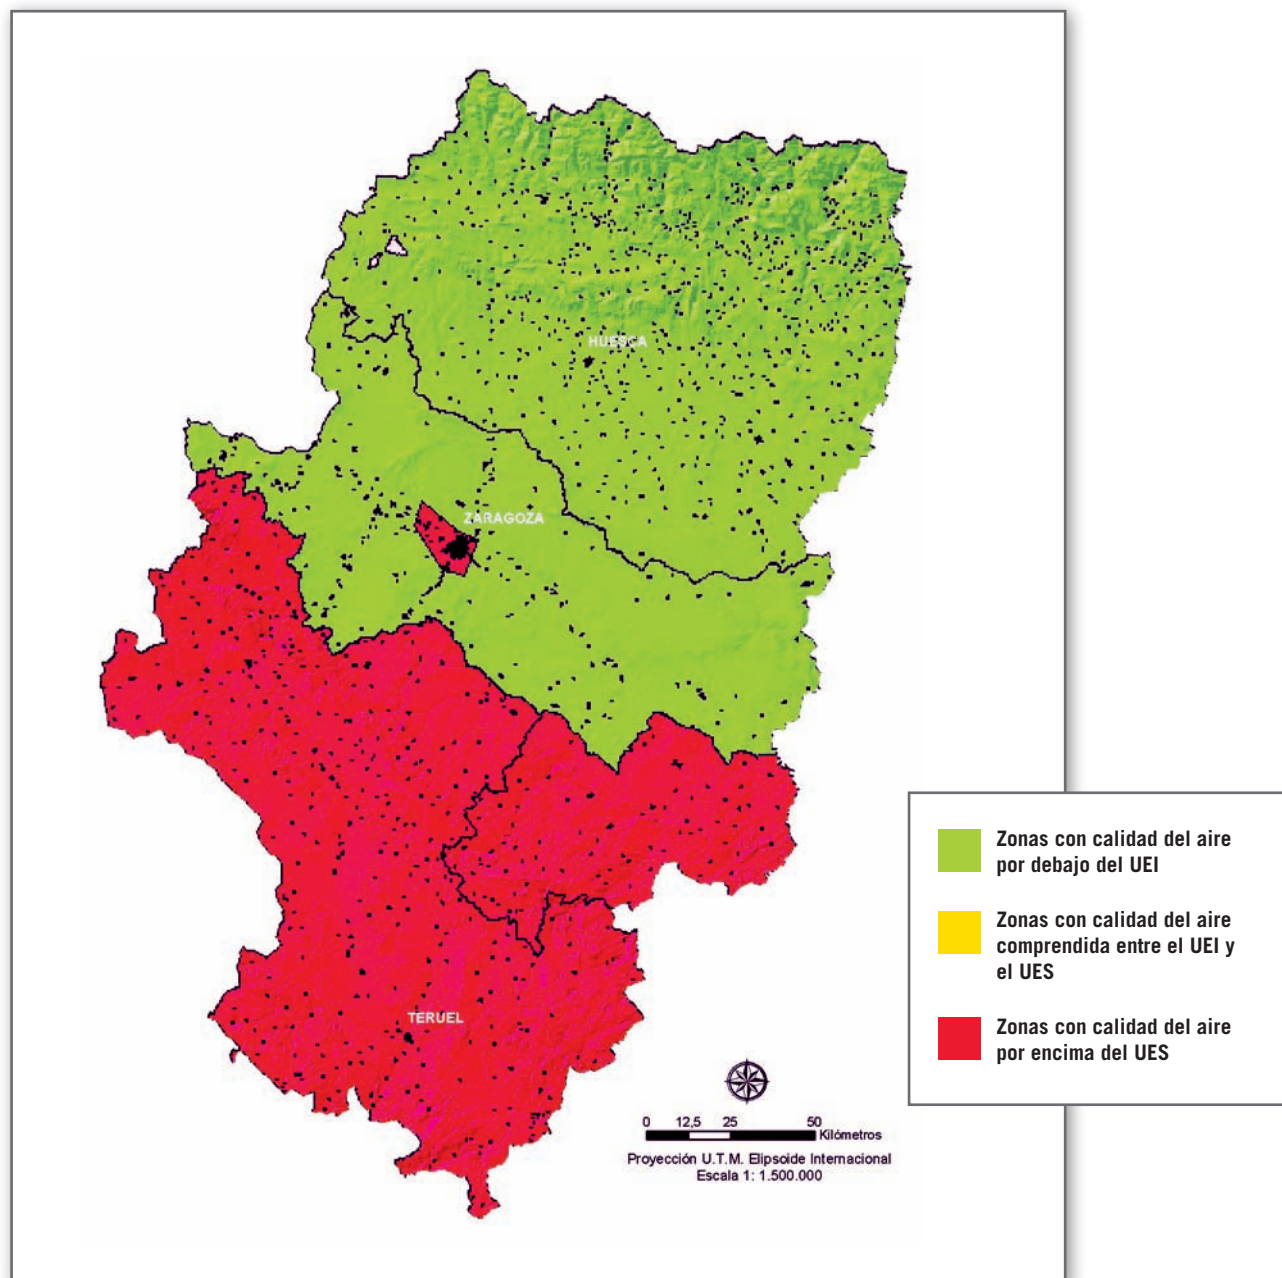 HUESCA
ZARAGOZA
TERUEL
0 12,5 25 50
Kilómetros
Proyección U.T.M. Elipsoide Internacional
Escala 1: 1.500.000
Zonas con calidad del aire
por debajo del UEI
Zonas con calidad del aire
comprendida entre el UEI y
el UES
Zonas con calidad del aire
por encima del UES